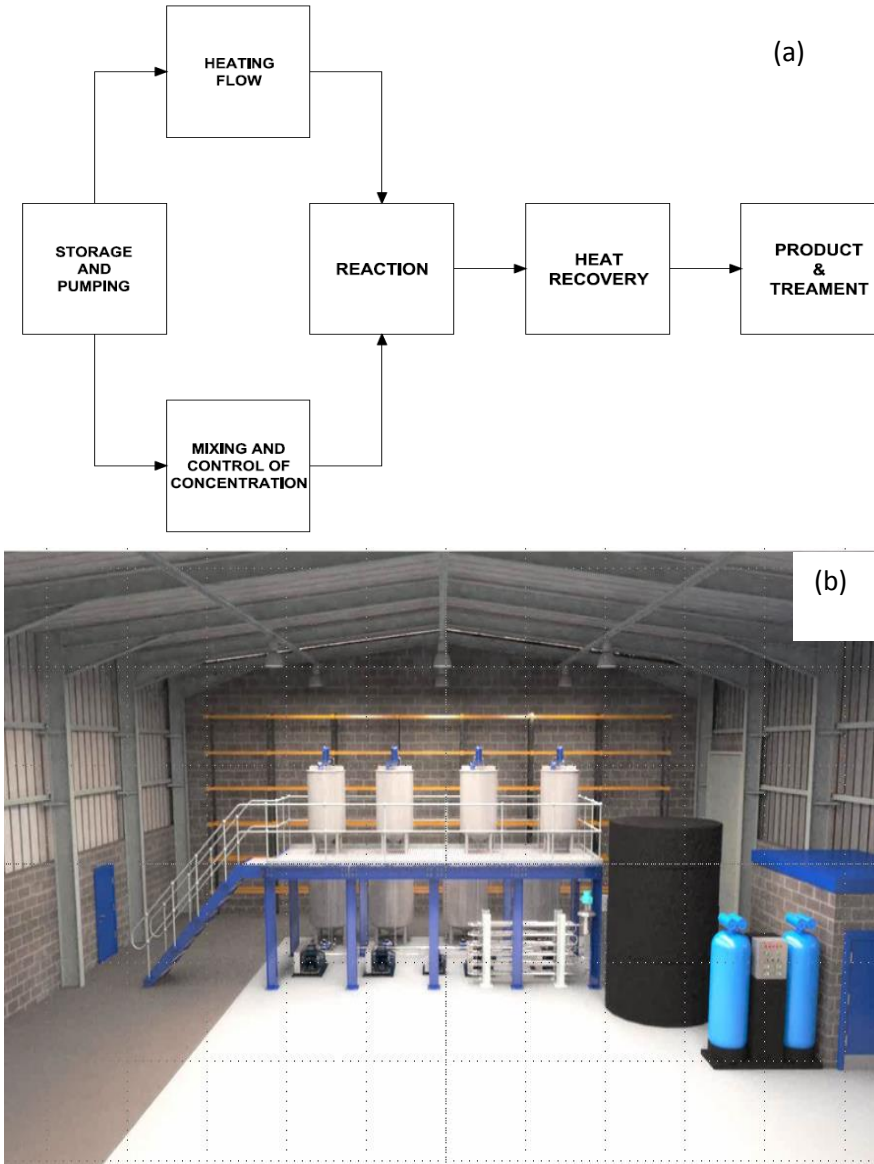 (a)
HEATING
FLOW
STORAGE
AND
PUMPING
REACTION
HEAT
RECOVERY
PRODUCT
&
TREAMENT
MIXING AND
CONTROL OF
CONCENTRATION
(b)